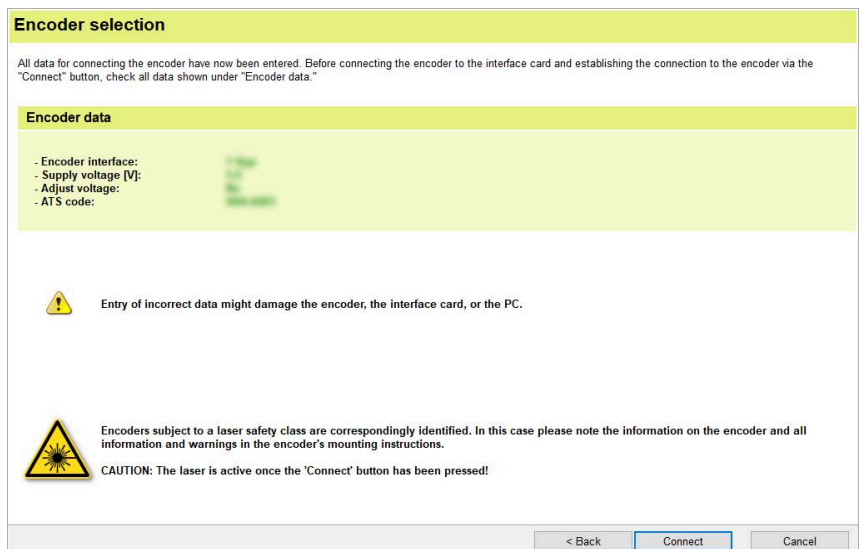 Encoder selection
All data for connecting the encoder have now been entered. Before connecting the encoder to the interface card and establishing the connection to the encoder via the
"Connect" button, check all data shown under "Encoder data."
Encoder data
- Encoder interface:
- Supply voltage [V]:
- Adjust voltage:
- ATS code:
Entry of incorrect data might damage the encoder, the interface card, or the PC.
Encoders subject to a laser safety class are correspondingly identified. In this case please note the information on the encoder and all
information and warnings in the encoder's mounting instructions.
CAUTION: The laser is active once the 'Connect' button has been pressed!
< Back Connect Cancel